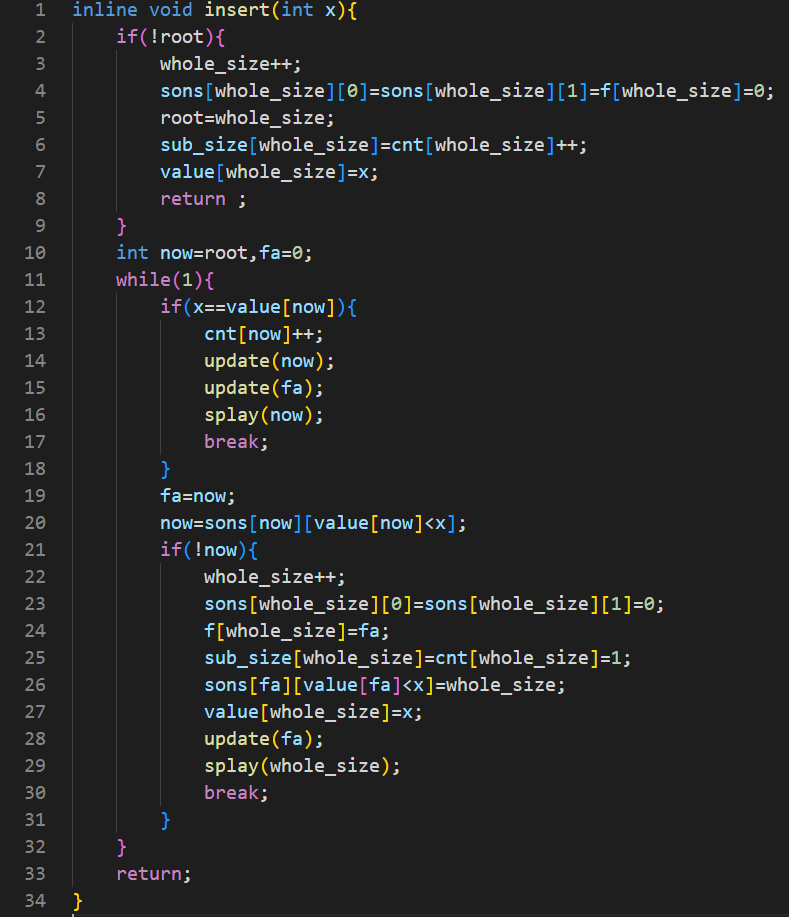 1 inline void insert(int x){
2     if(!root){
3         whole_size++;
4         sons[whole_size][0]=sons[whole_size][1]=f[whole_size]=0;
5         root=whole_size;
6         sub_size[whole_size]=cnt[whole_size]++;
7         value[whole_size]=x;
8         return ;
9     }
10     int now=root,fa=0;
11     while(1){
12         if(x==value[now]){
13             cnt[now]++;
14             update(now);
15             update(fa);
16             splay(now);
17             break;
18         }
19         fa=now;
20         now=sons[now][value[now]<x];
21         if(!now){
22             whole_size++;
23             sons[whole_size][0]=sons[whole_size][1]=0;
24             f[whole_size]=fa;
25             sub_size[whole_size]=cnt[whole_size]=1;
26             sons[fa][value[fa]<x]=whole_size;
27             value[whole_size]=x;
28             update(fa);
29             splay(whole_size);
30             break;
31         }
32     }
33     return;
34 }